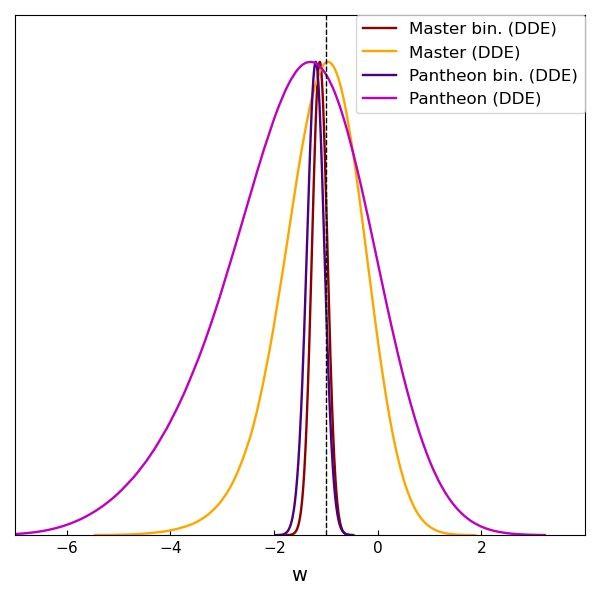 Master bin. (DDE)
Master (DDE)
Pantheon bin. (DDE)
Pantheon (DDE)
−6 −4 −2 0 2
w